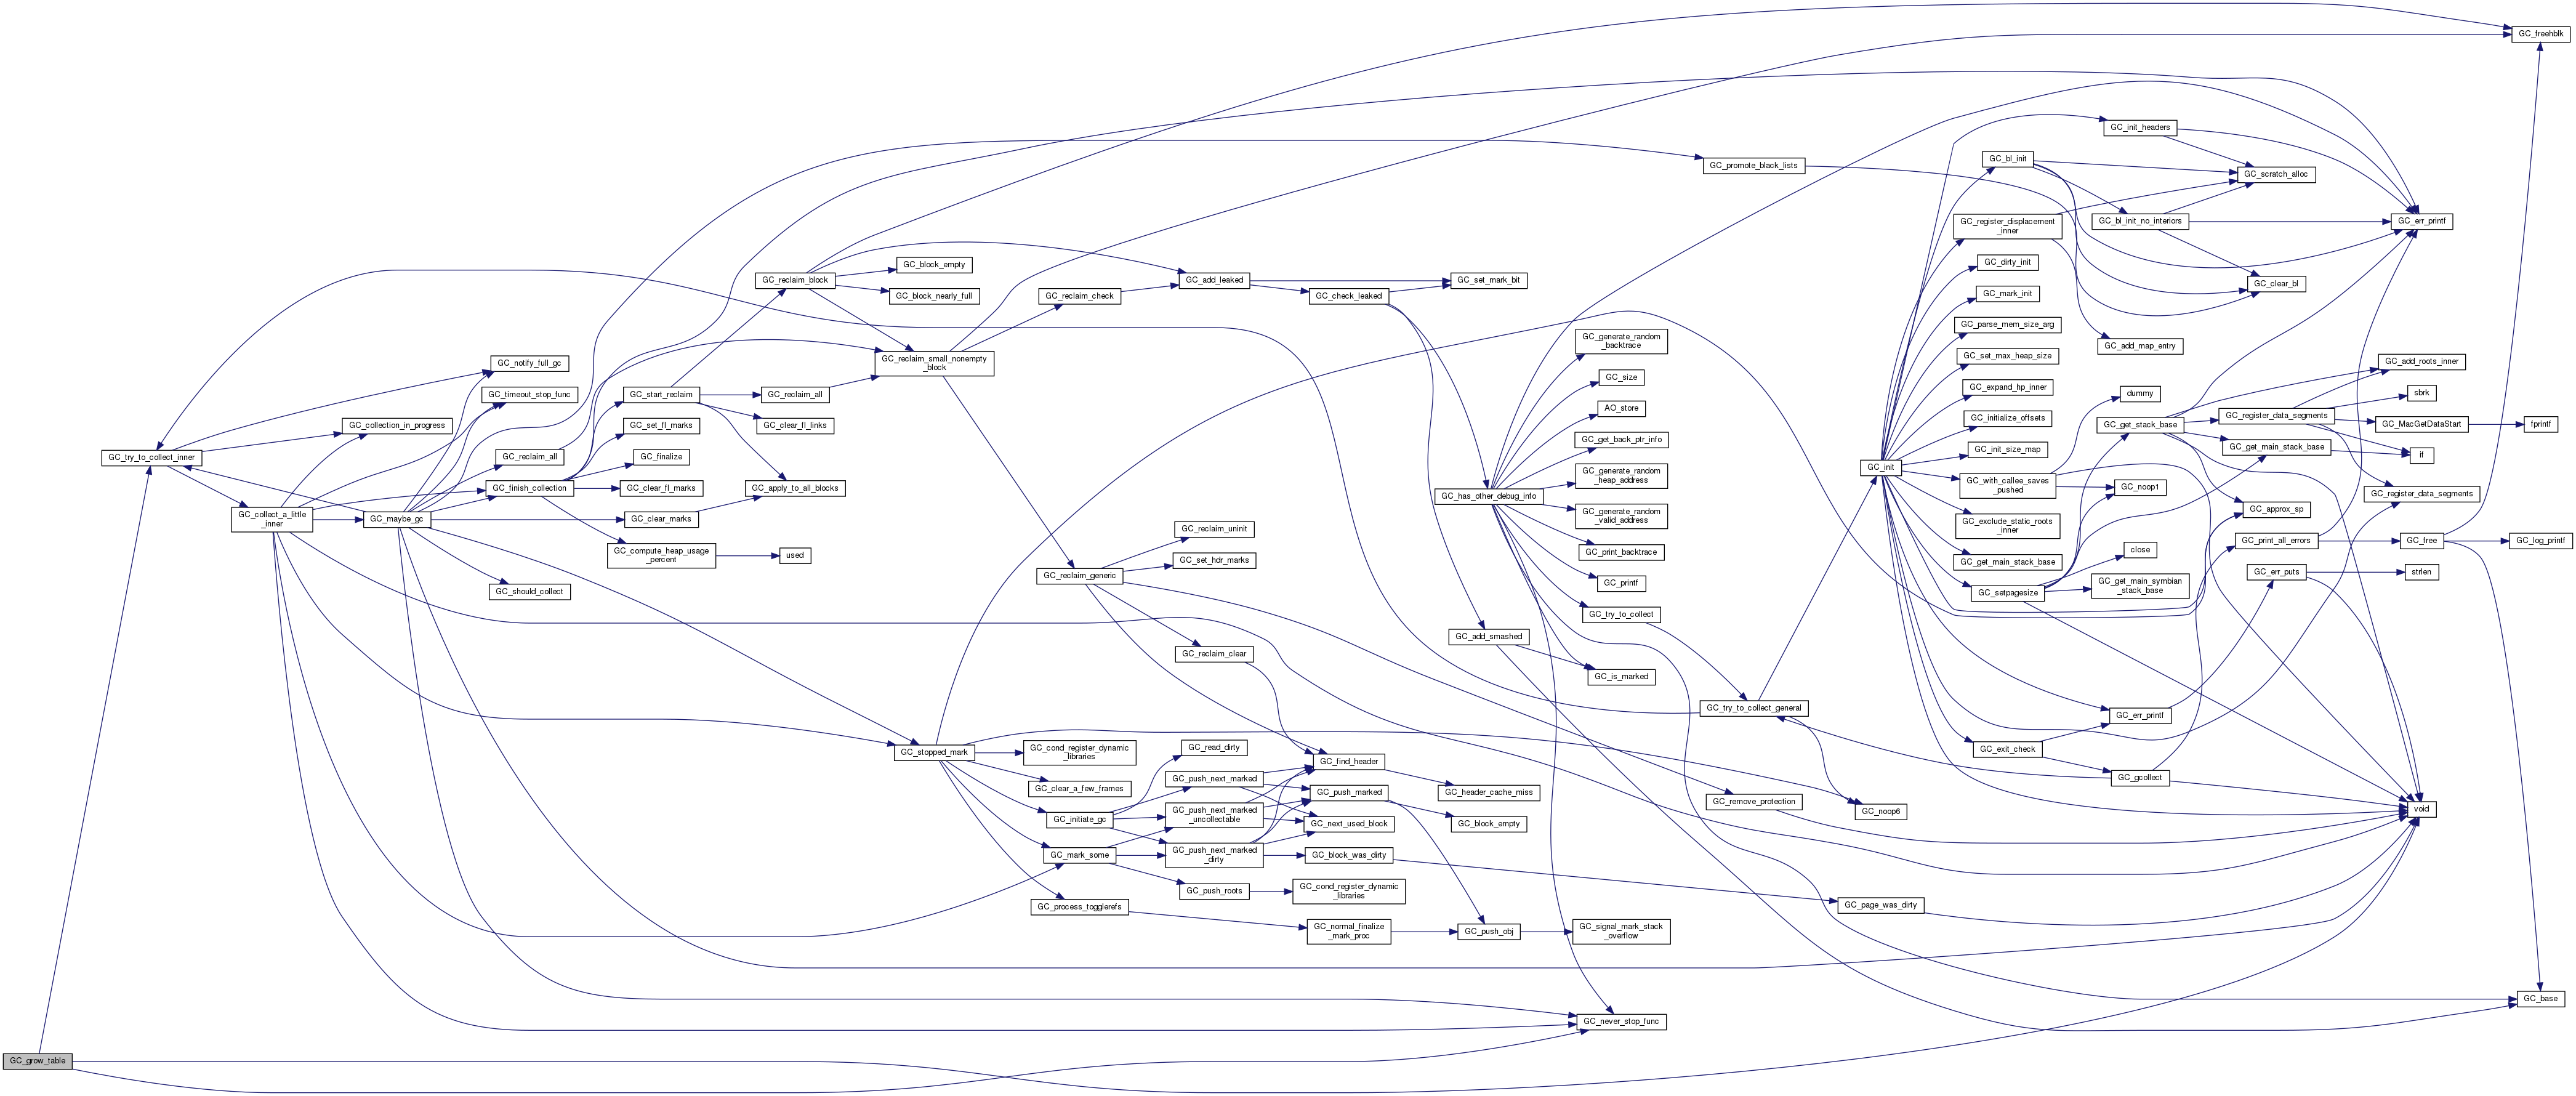 GC_grow_table
GC_try_to_collect_inner
GC_collect_a_little
_inner
GC_collection_in_progress
GC_maybe_gc
GC_notify_full_gc
GC_timeout_stop_func
GC_reclaim_all
GC_finish_collection
GC_should_collect
GC_start_reclaim
GC_set_fl_marks
GC_finalize
GC_clear_fl_marks
GC_clear_marks
GC_compute_heap_usage
_percent
GC_reclaim_block
GC_reclaim_all
GC_clear_fl_links
GC_apply_to_all_blocks
used
GC_block_empty
GC_block_nearly_full
GC_reclaim_small_nonempty
_block
GC_stopped_mark
GC_reclaim_check
GC_reclaim_generic
GC_cond_register_dynamic
_libraries
GC_clear_a_few_frames
GC_initiate_gc
GC_mark_some
GC_process_togglerefs
GC_add_leaked
GC_reclaim_uninit
GC_set_hdr_marks
GC_reclaim_clear
GC_read_dirty
GC_push_next_marked
GC_push_next_marked
_uncollectable
GC_push_next_marked
_dirty
GC_push_roots
GC_check_leaked
GC_find_header
GC_push_marked
GC_next_used_block
GC_block_was_dirty
GC_cond_register_dynamic
_libraries
GC_normal_finalize
_mark_proc
GC_set_mark_bit
GC_has_other_debug_info
GC_add_smashed
GC_header_cache_miss
GC_block_empty
GC_push_obj
GC_generate_random
_backtrace
GC_size
AO_store
GC_get_back_ptr_info
GC_generate_random
_heap_address
GC_generate_random
_valid_address
GC_print_backtrace
GC_printf
GC_try_to_collect
GC_is_marked
GC_signal_mark_stack
_overflow
GC_never_stop_func
GC_promote_black_lists
GC_try_to_collect_general
GC_remove_protection
GC_init
GC_noop6
GC_page_was_dirty
GC_bl_init
GC_register_displacement
_inner
GC_dirty_init
GC_mark_init
GC_parse_mem_size_arg
GC_set_max_heap_size
GC_expand_hp_inner
GC_initialize_offsets
GC_init_size_map
GC_with_callee_saves
_pushed
GC_exclude_static_roots
_inner
GC_get_main_stack_base
GC_setpagesize
GC_exit_check
GC_init_headers
GC_bl_init_no_interiors
GC_add_map_entry
dummy
GC_get_stack_base
GC_noop1
close
GC_get_main_symbian
_stack_base
GC_err_printf
GC_gcollect
GC_scratch_alloc
GC_clear_bl
GC_register_data_segments
GC_get_main_stack_base
GC_approx_sp
GC_print_all_errors
GC_err_puts
GC_err_printf
GC_add_roots_inner
sbrk
GC_MacGetDataStart
if
GC_register_data_segments
GC_free
strlen
void
GC_freehblk
fprintf
GC_log_printf
GC_base